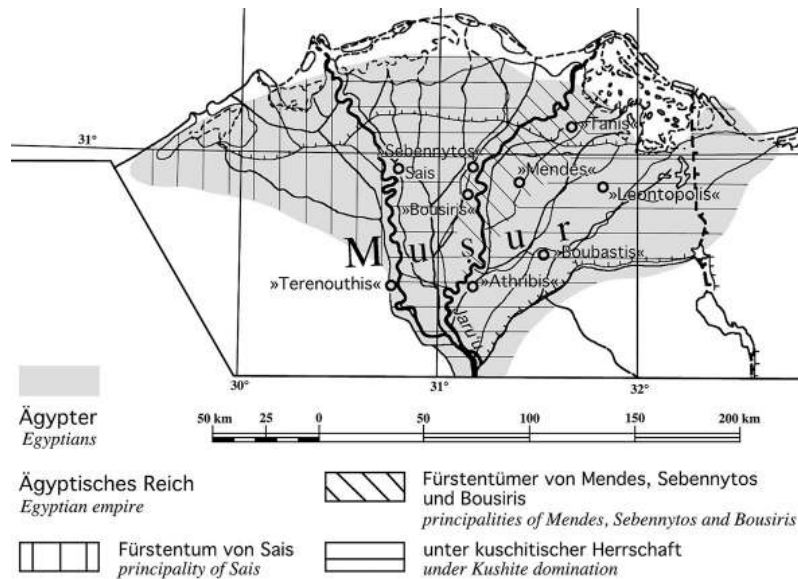 31°
»Tanis«
»Sebennytos«
Sais
»Mendes«
»Leontopolis«
»Bousiris«
M u ṣ u r
»Boubastis«
»Terenouthis«
»Athribis«
Jaru'u
30° 31° 32°
50 km 25 0 50 100 150 200 km
Ägypter
Egyptians
Ägyptisches Reich
Egyptian empire
Fürstentum von Sais
principality of Sais
Fürstentümer von Mendes, Sebennytos
und Bousiris
principalities of Mendes, Sebennytos and Bousiris
unter kuschitischer Herrschaft
under Kushite domination